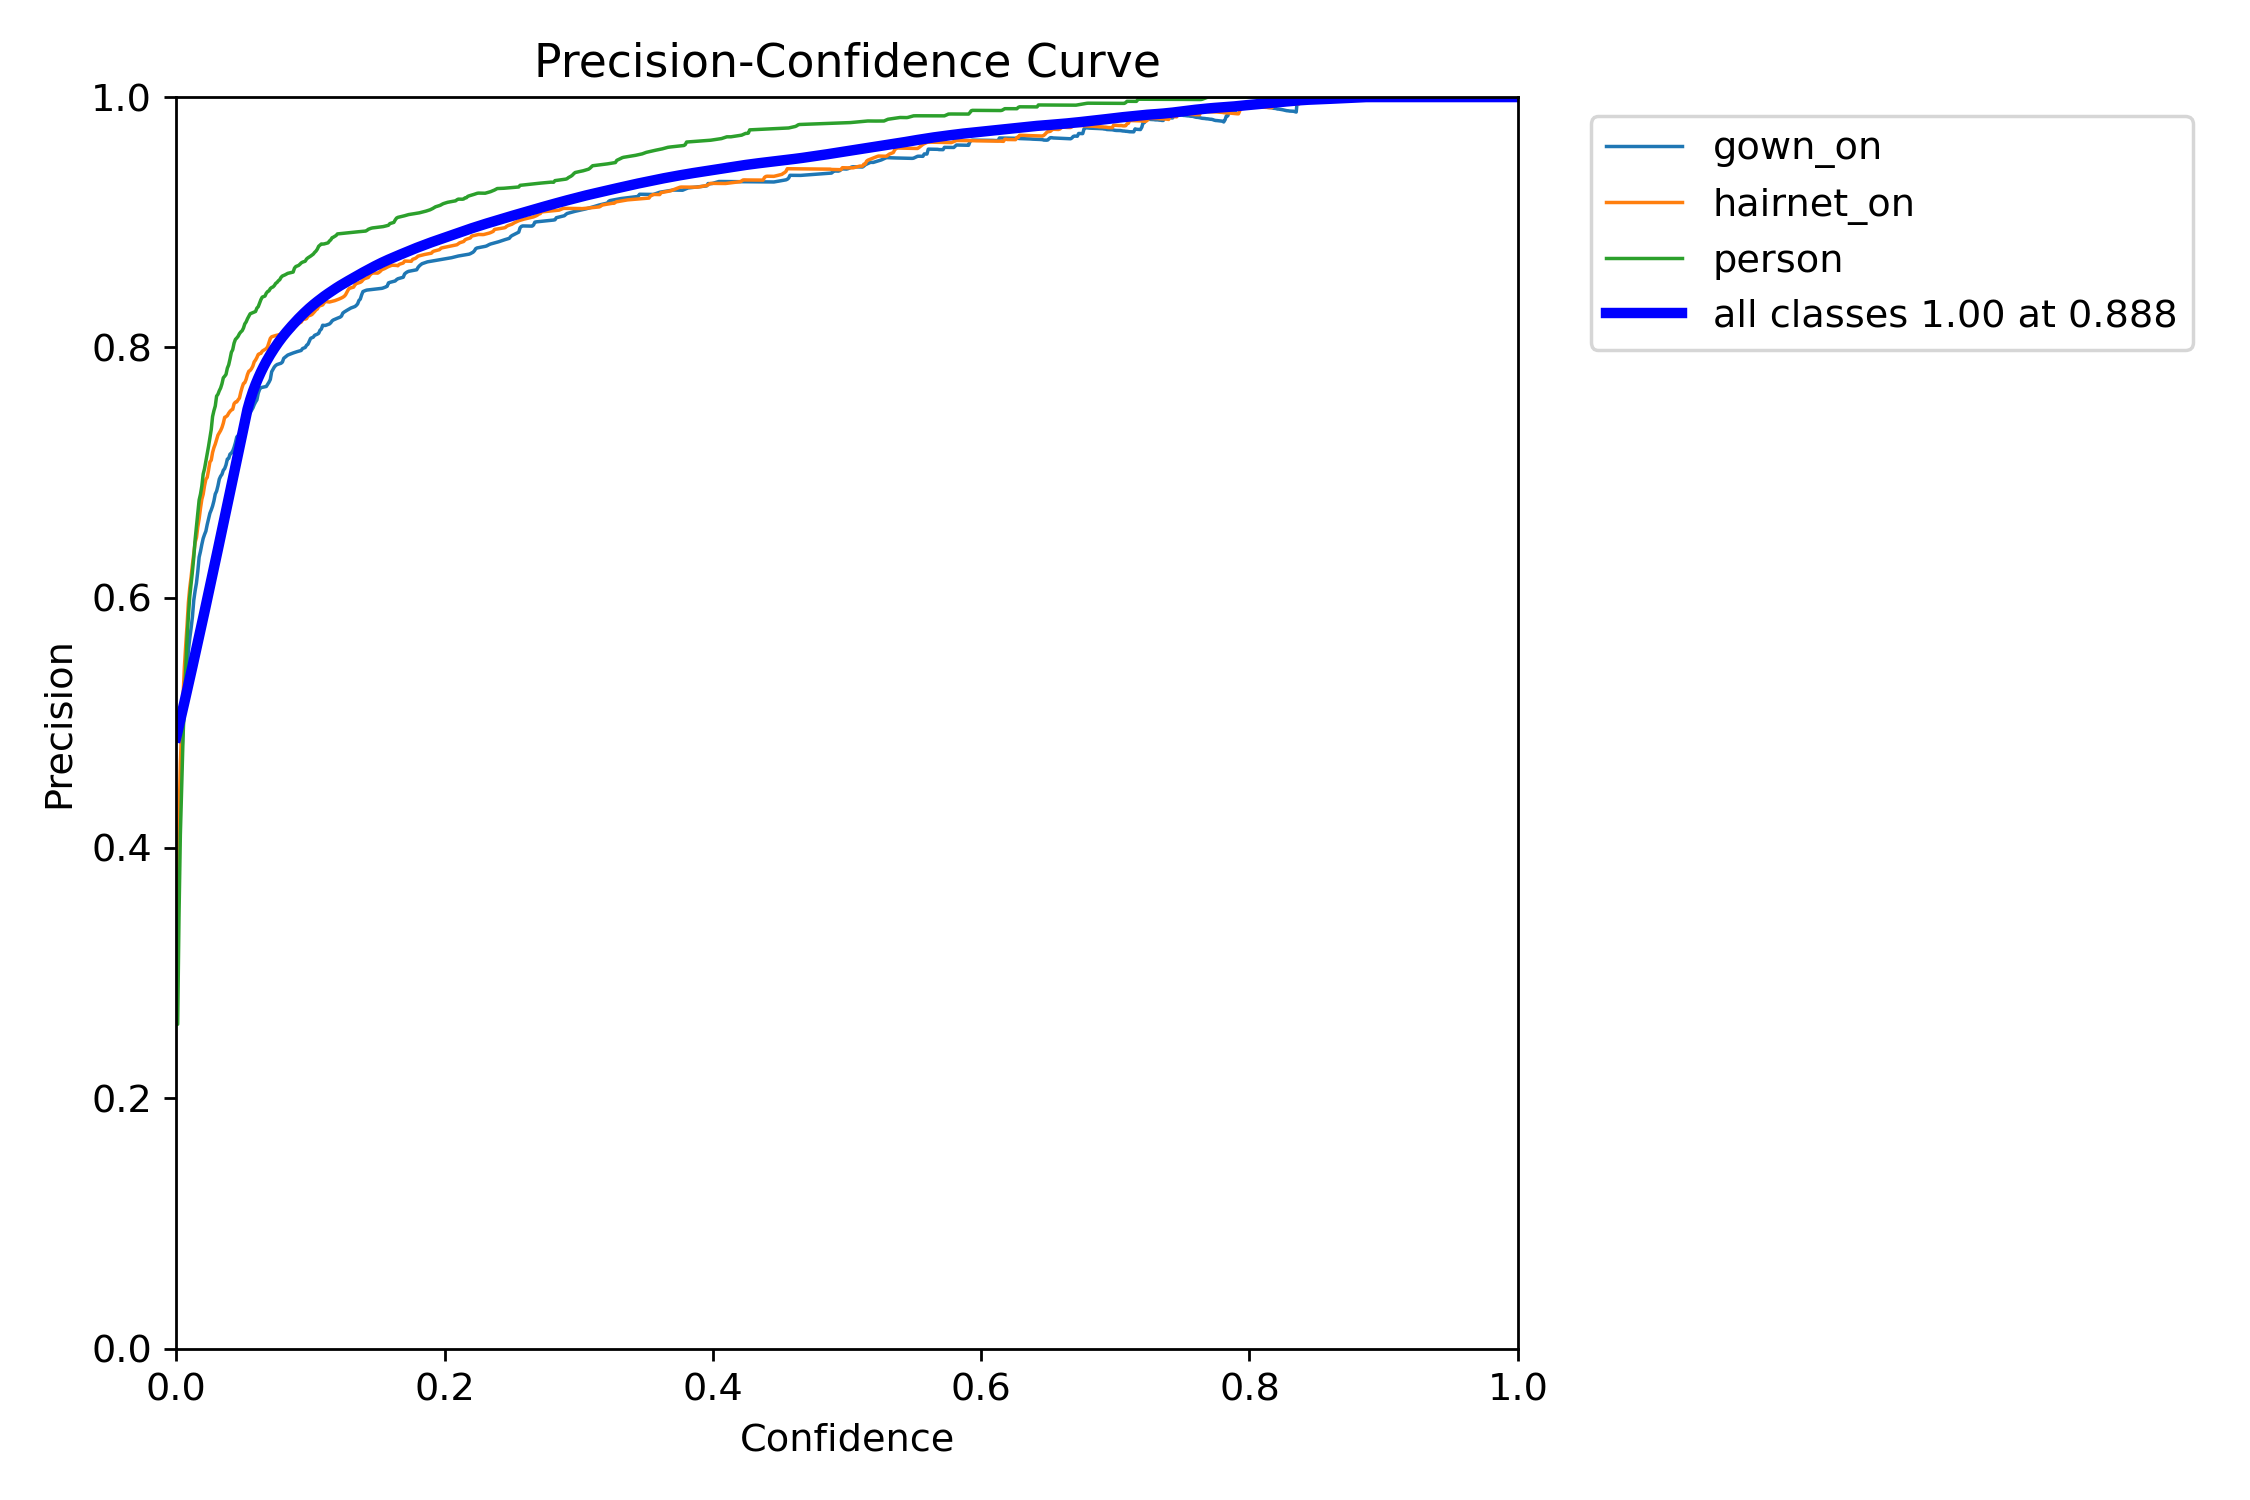 Precision-Confidence Curve
1.0
0.8
0.6
0.4
0.2
0.0
Precision
0.0 0.2 0.4 0.6 0.8 1.0
Confidence
gown_on
hairnet_on
person
all classes 1.00 at 0.888